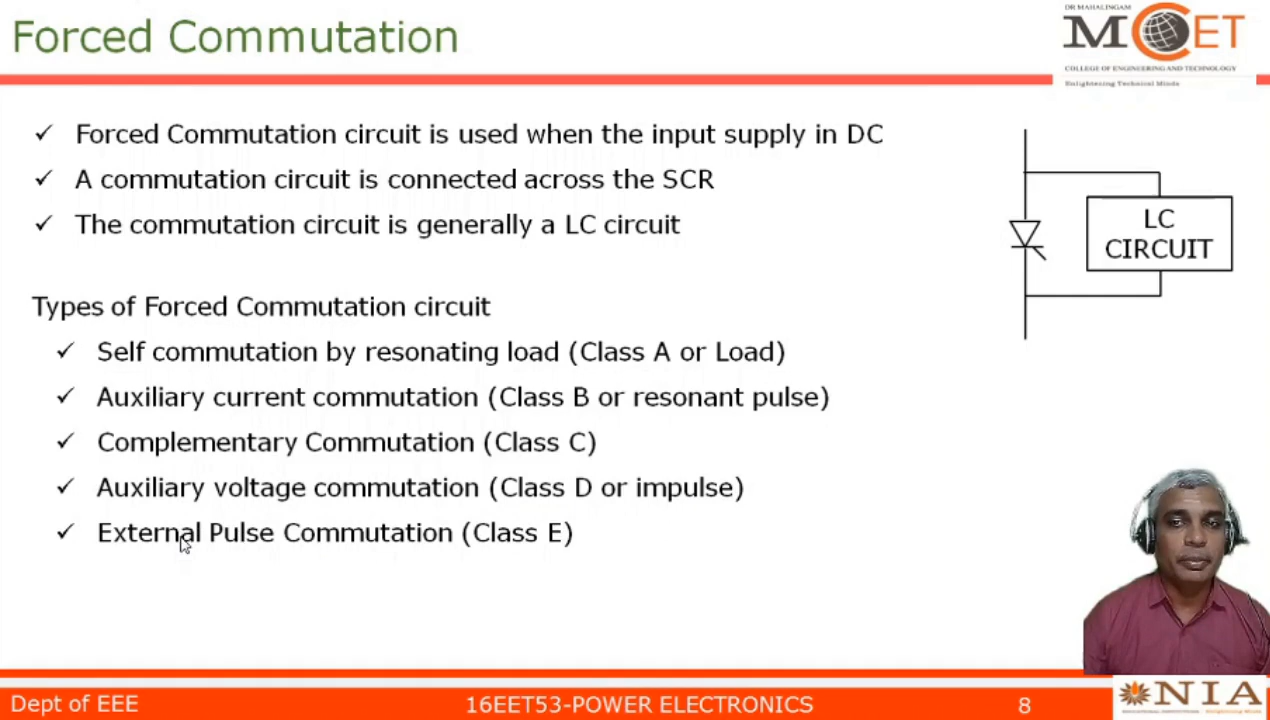 Forced Commutation
DR MAHALINGAM
MCET
COLLEGE OF ENGINEERING AND TECHNOLOGY
Enlightening Technical Minds
✓ Forced Commutation circuit is used when the input supply in DC
✓ A commutation circuit is connected across the SCR
✓ The commutation circuit is generally a LC circuit
LC
CIRCUIT
Types of Forced Commutation circuit
✓ Self commutation by resonating load (Class A or Load)
✓ Auxiliary current commutation (Class B or resonant pulse)
✓ Complementary Commutation (Class C)
✓ Auxiliary voltage commutation (Class D or impulse)
✓ External Pulse Commutation (Class E)
Dept of EEE
16EET53-POWER ELECTRONICS
8
NIA